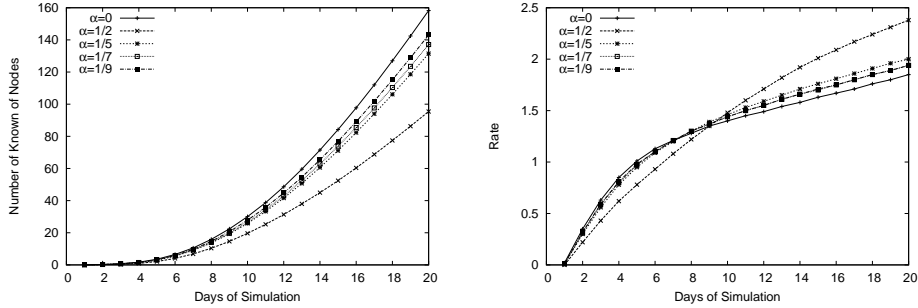 160
140
120
100
80
60
40
20
0
Number of Known of Nodes
α=0
α=1/2
α=1/5
α=1/7
α=1/9
0 2 4 6 8 10 12 14 16 18 20
Days of Simulation
2.5
2
1.5
1
0.5
0
Rate
α=0
α=1/2
α=1/5
α=1/7
α=1/9
0 2 4 6 8 10 12 14 16 18 20
Days of Simulation